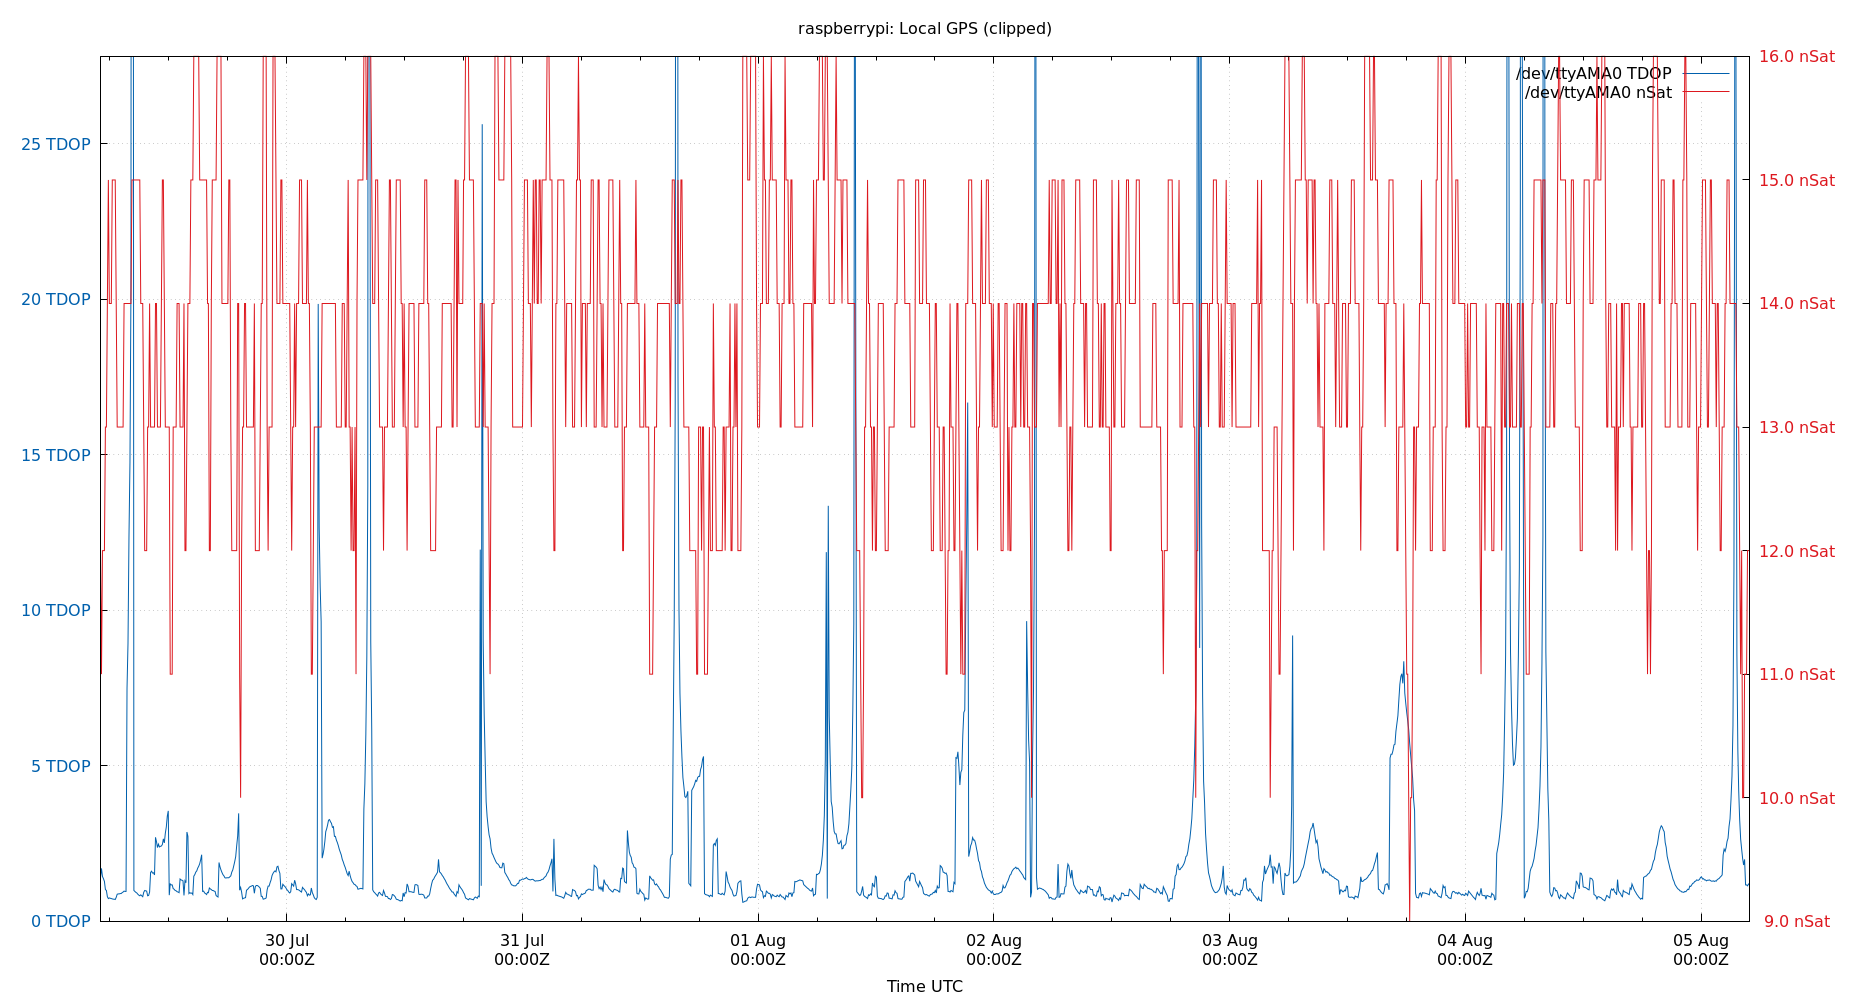 raspberrypi: Local GPS (clipped)
16.0 nSat
/dev/ttyAMA0 TDOP
/dev/ttyAMA0 nSat
25 TDOP
15.0 nSat
20 TDOP
14.0 nSat
15 TDOP
13.0 nSat
12.0 nSat
10 TDOP
11.0 nSat
5 TDOP
10.0 nSat
0 TDOP
9.0 nSat
30 Jul
00:00Z
31 Jul
00:00Z
01 Aug
00:00Z
02 Aug
00:00Z
03 Aug
00:00Z
04 Aug
00:00Z
05 Aug
00:00Z
Time UTC